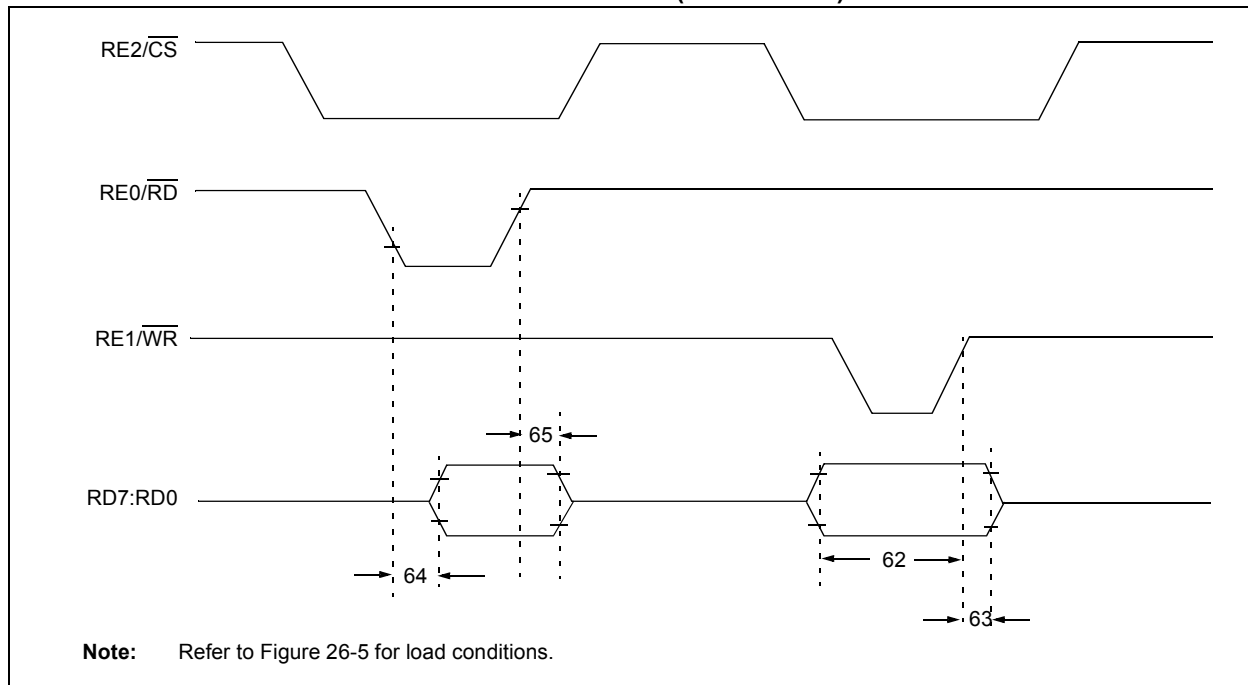 RE2/CS
RE0/RD
RE1/WR
65
RD7:RD0
62
64
63
Note: Refer to Figure 26-5 for load conditions.